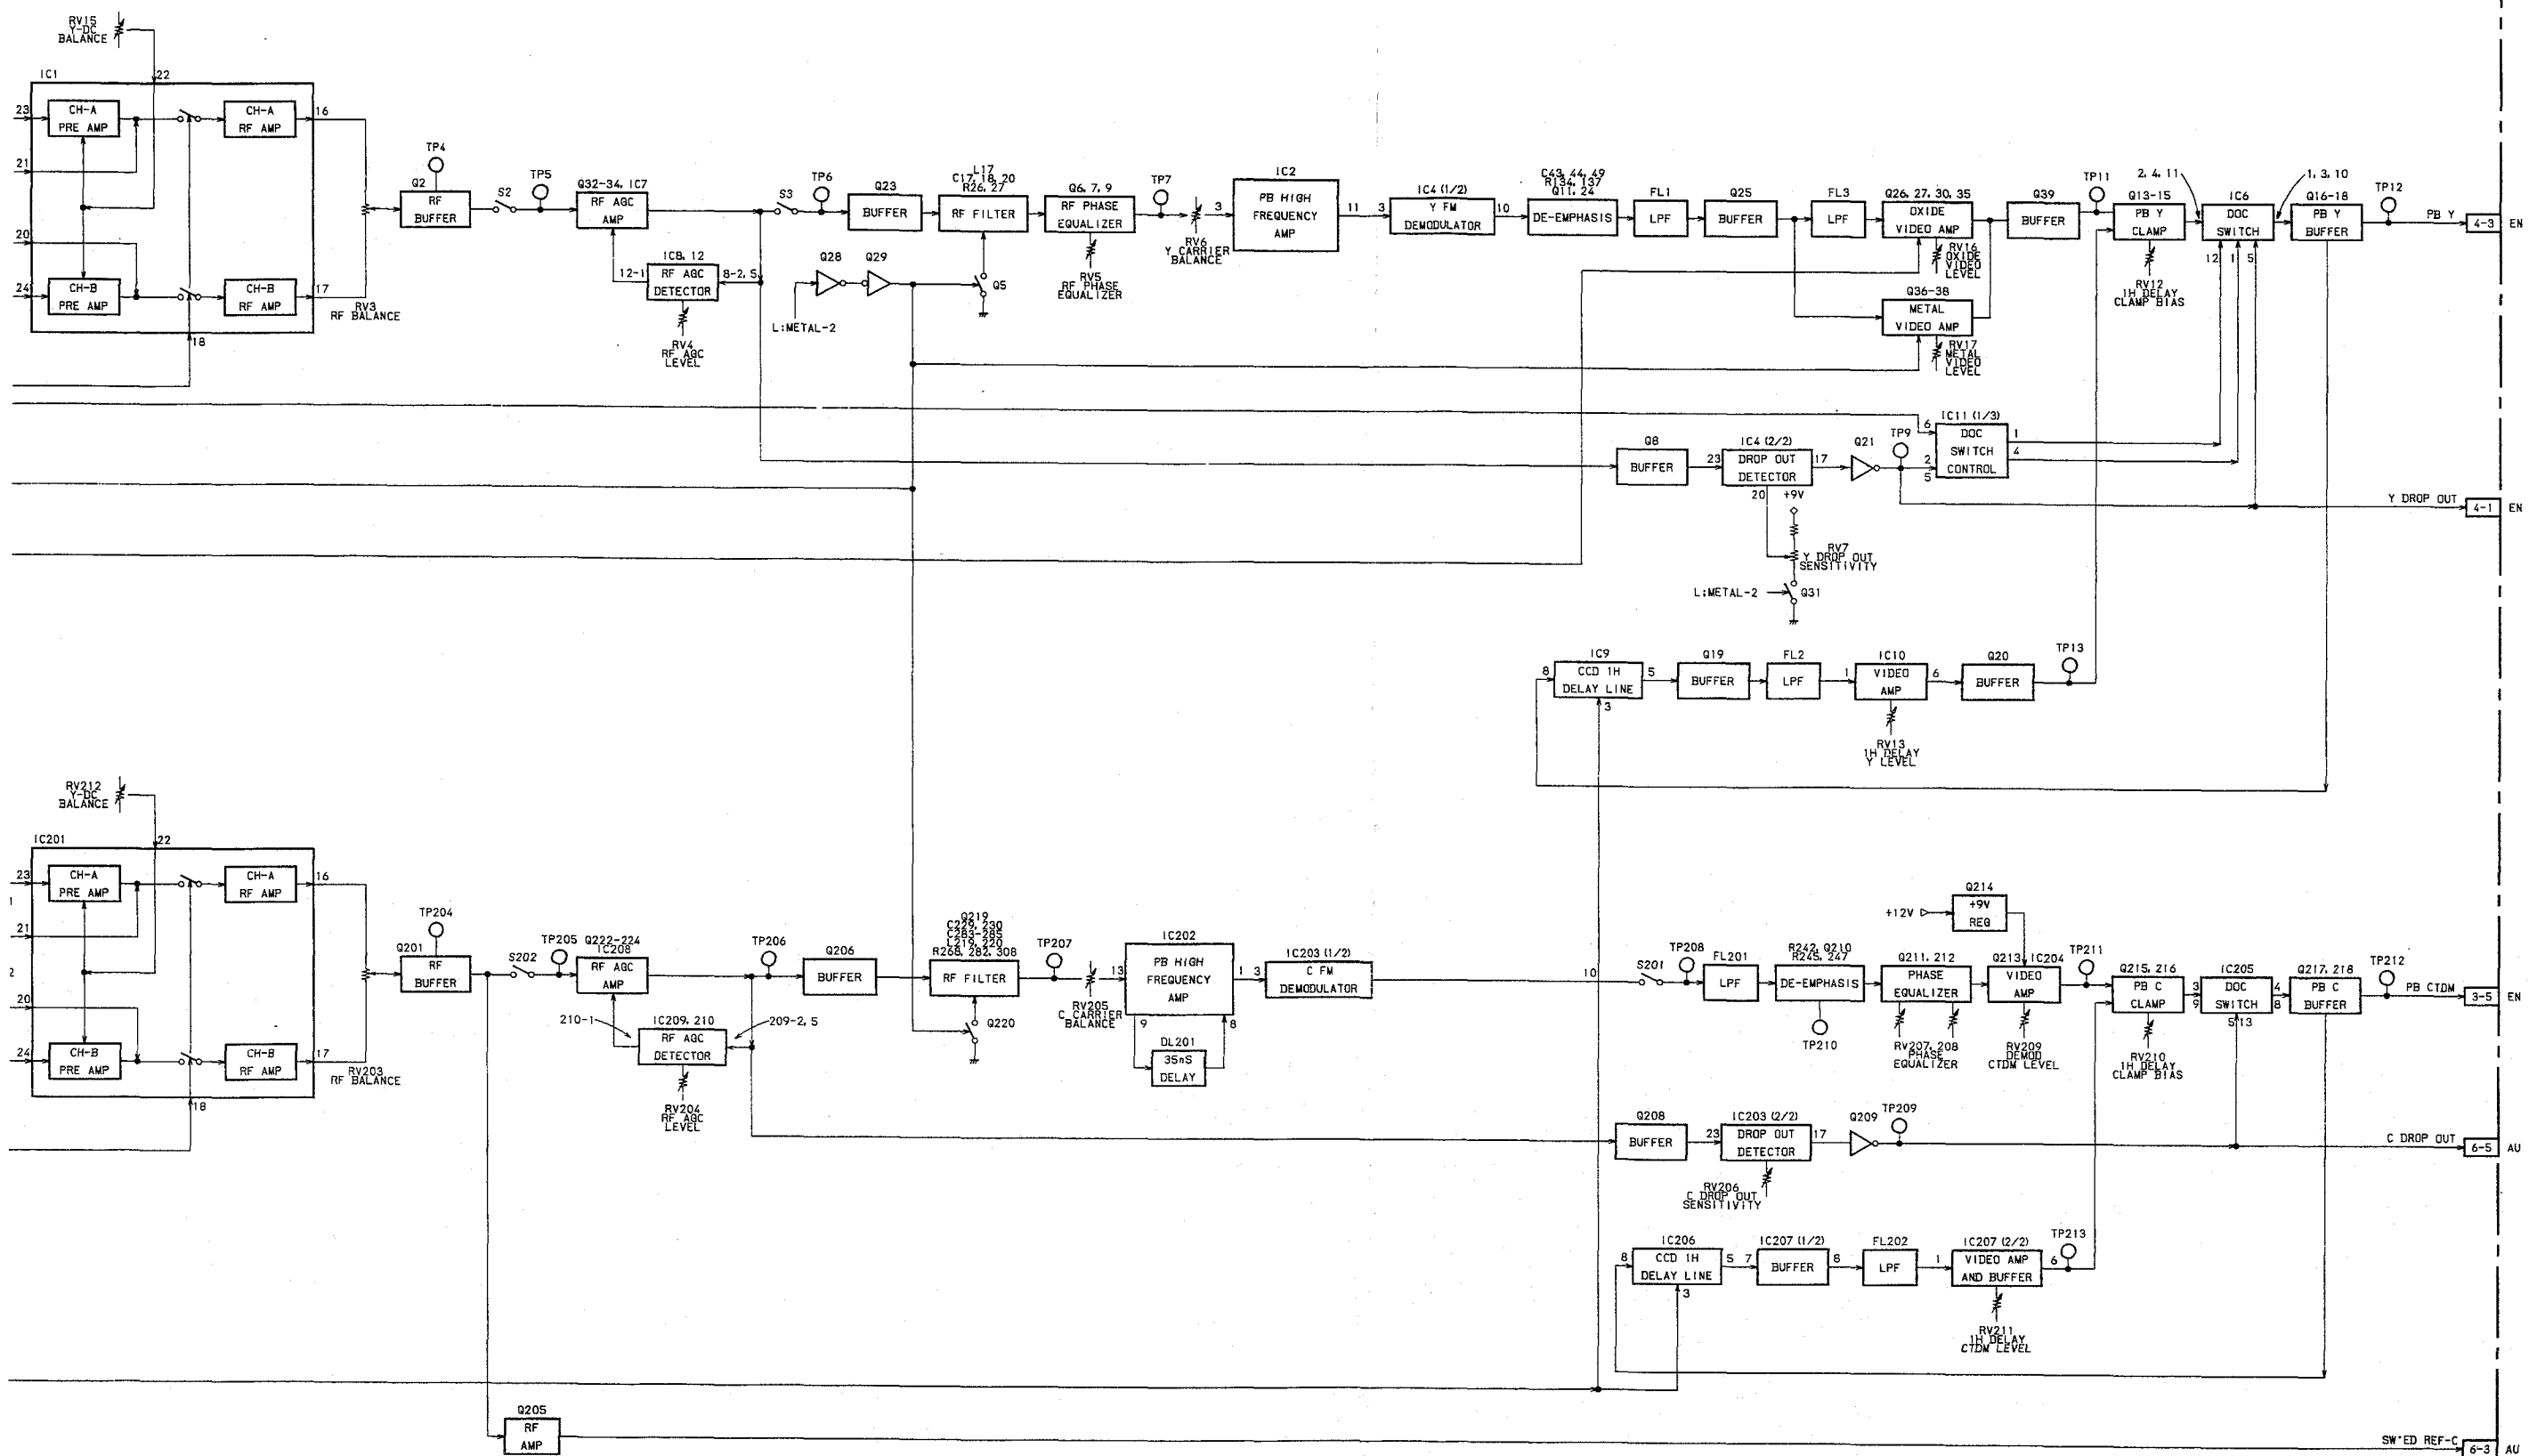 RV15
Y-DC
BALANCE
IC1
22
23
CH-A
PRE AMP
CH-A
RF AMP
16
21
20
24
CH-B
PRE AMP
CH-B
RF AMP
17
18
RV3
RF BALANCE
TP4
Q2
RF
BUFFER
S2
TP5
Q32-34, IC7
RF AGC
AMP
12-1
IC8, 12
RF AGC
DETECTOR
8-2, 5
RV4
RF AGC
LEVEL
S3
TP6
Q23
BUFFER
L17
C17, 18, 20
R26, 27
RF FILTER
Q28
Q29
L:METAL-2
Q5
Q6, 7, 9
RF PHASE
EQUALIZER
RV5
RF PHASE
EQUALIZER
TP7
RV6
Y CARRIER
BALANCE
3
IC2
PB HIGH
FREQUENCY
AMP
11
3
IC4 (1/2)
Y FM
DEMODULATOR
10
C43, 44, 49
R134, 137
Q11, 24
DE-EMPHASIS
FL1
LPF
Q25
BUFFER
FL3
LPF
Q26, 27, 30, 35
OXIDE
VIDEO AMP
RV16
OXIDE
VIDEO
LEVEL
Q36-38
METAL
VIDEO AMP
RV17
METAL
VIDEO
LEVEL
Q39
BUFFER
TP11
Q13-15
PB Y
CLAMP
RV12
1H DELAY
CLAMP BIAS
2, 4, 11
IC6
DOC
SWITCH
12
1
5
1, 3, 10
Q16-18
PB Y
BUFFER
TP12
PB Y
4-3
EN
Q8
BUFFER
23
IC4 (2/2)
DROP OUT
DETECTOR
17
20
+9V
Q21
TP9
IC11 (1/3)
6
DOC
SWITCH
CONTROL
1
4
2
5
Y DROP OUT
4-1
EN
RV7
Y DROP OUT
SENSITIVITY
L:METAL-2
Q31
IC9
8
CCD 1H
DELAY LINE
5
3
Q19
BUFFER
FL2
LPF
1
IC10
VIDEO
AMP
6
RV13
1H DELAY
Y LEVEL
Q20
BUFFER
TP13
RV212
Y-DC
BALANCE
IC201
22
23
CH-A
PRE AMP
CH-A
RF AMP
16
1
21
2
20
24
CH-B
PRE AMP
CH-B
RF AMP
17
18
RV203
RF BALANCE
TP204
Q201
RF
BUFFER
S202
TP205
Q222-224
IC208
RF AGC
AMP
210-1
IC209, 210
RF AGC
DETECTOR
209-2, 5
RV204
RF AGC
LEVEL
TP206
Q206
BUFFER
Q219
C229, 230
C283-285
L219, 220
R268, 282, 308
RF FILTER
Q220
TP207
RV205
C CARRIER
BALANCE
13
IC202
PB HIGH
FREQUENCY
AMP
1
9
8
DL201
35nS
DELAY
3
IC203 (1/2)
C FM
DEMODULATOR
10
S201
TP208
FL201
LPF
R242, Q210
R245, 247
DE-EMPHASIS
TP210
Q211, 212
PHASE
EQUALIZER
RV207, 208
PHASE
EQUALIZER
+12V
Q214
+9V
REG
Q213, IC204
VIDEO
AMP
RV209
DEMOD
CTDM LEVEL
TP211
Q215, 216
PB C
CLAMP
RV210
1H DELAY
CLAMP BIAS
3
9
IC205
DOC
SWITCH
5
13
4
8
Q217, 218
PB C
BUFFER
TP212
PB CTDM
3-5
EN
Q208
BUFFER
23
IC203 (2/2)
DROP OUT
DETECTOR
17
RV206
C DROP OUT
SENSITIVITY
Q209
TP209
C DROP OUT
6-5
AU
IC206
8
CCD 1H
DELAY LINE
5
3
7
IC207 (1/2)
BUFFER
8
FL202
LPF
1
IC207 (2/2)
VIDEO AMP
AND BUFFER
6
TP213
RV211
1H DELAY
CTDM LEVEL
Q205
RF
AMP
SW'ED REF-C
6-3
AU